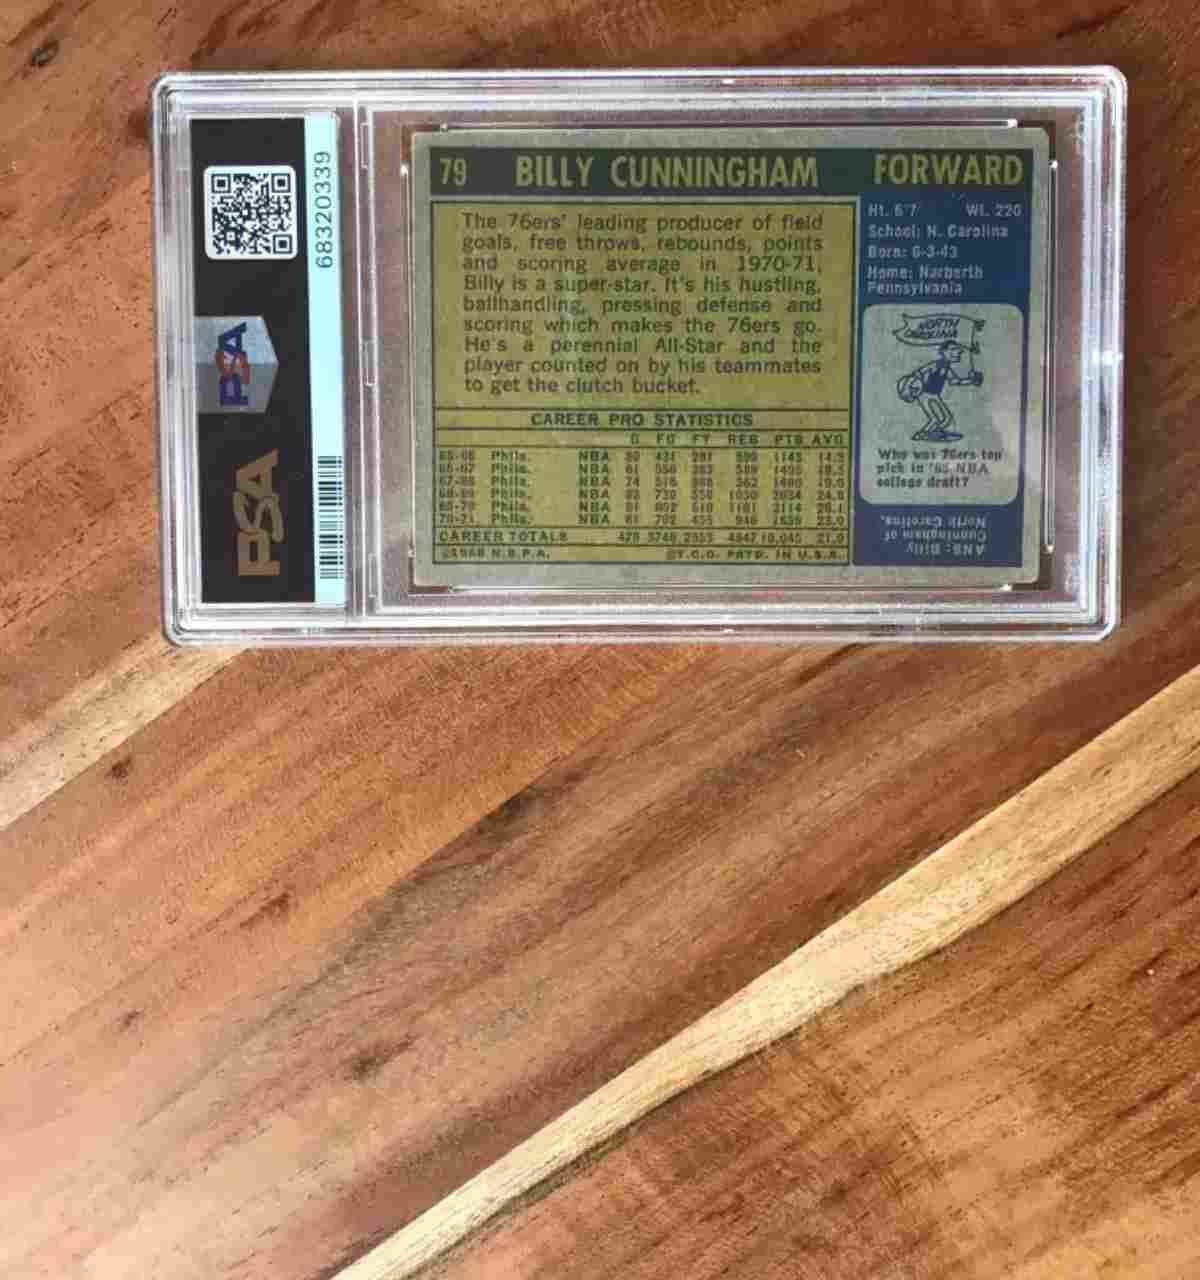 68320339
PSA
PSA
79 BILLY CUNNINGHAM FORWARD
The 76ers' leading producer of field
goals, free throws, rebounds, points
and scoring average in 1970-71,
Billy is a super-star. It's his hustling,
ballhandling, pressing defense and
scoring which makes the 76ers go.
He's a perennial All-Star and the
player counted on by his teammates
to get the clutch bucket.
Ht. 6'7 Wt. 220
School: N. Carolina
Born: 6-3-43
Home: Narberth
Pennsylvania
NORTH
CAROLINA
Who was 76ers top
pick in '65 NBA
college draft?
ANS: Billy
Cunningham of
North Carolina.
CAREER PRO STATISTICS
G FG FT REB PTS AVG
65-66 Phila. NBA 80 431 281 599 1143 14.3
66-67 Phila. NBA 81 556 383 589 1495 18.5
67-68 Phila. NBA 74 516 368 562 1400 18.9
68-69 Phila. NBA 82 739 556 1050 2034 24.8
69-70 Phila. NBA 81 802 510 1101 2114 26.1
70-71 Phila. NBA 81 702 455 946 1859 23.0
CAREER TOTALS 479 3746 2553 4847 10,045 21.0
©1968 N.B.P.A. ©T.C.G. PRTD. IN U.S.A.